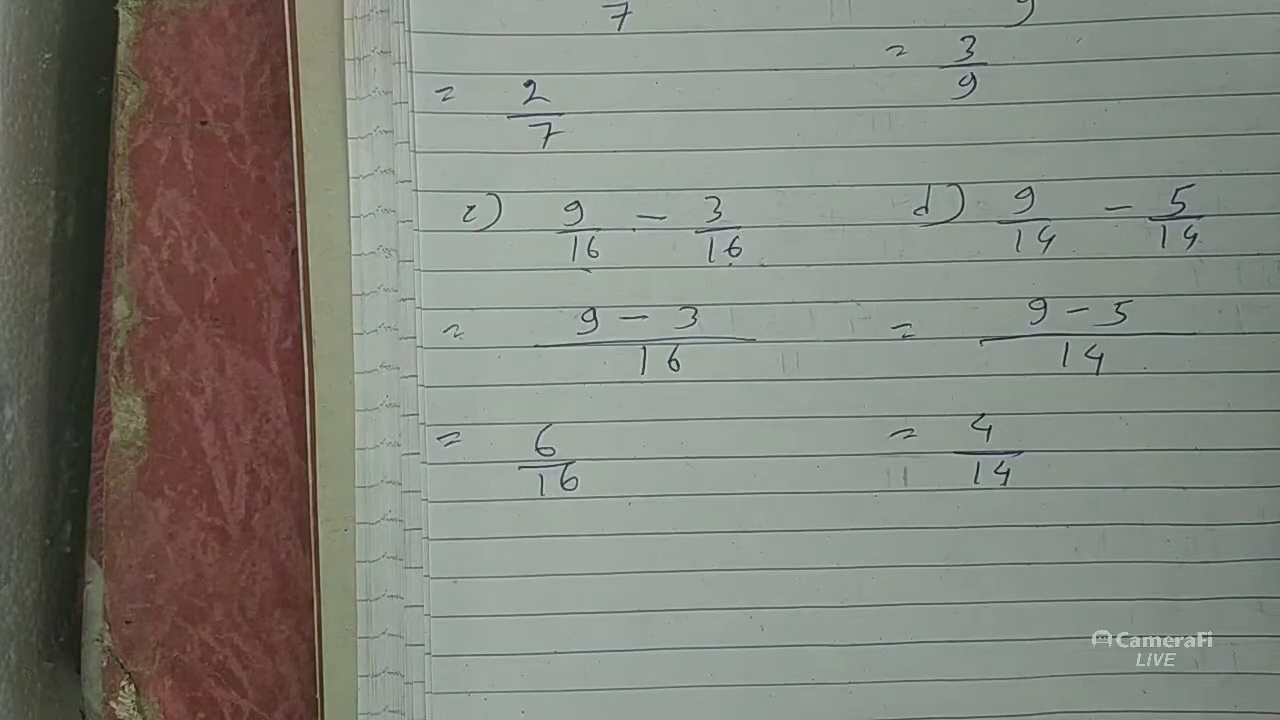 7
9
= 2/7
= 3/9
c) 9/16 - 3/16
d) 9/14 - 5/14
= 9 - 3/16
= 9 - 5/14
= 6/16
= 4/14
CameraFi
LIVE